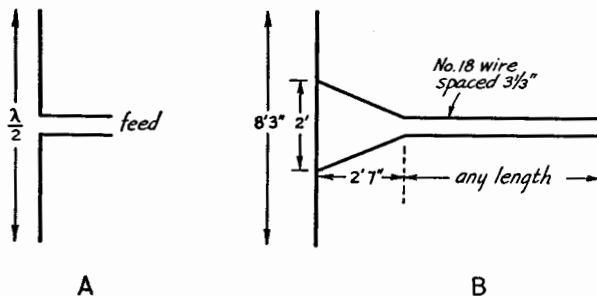 λ/2
feed
A
8'3"
2'
2'7"
No.18 wire
spaced 3⅓"
any length
B